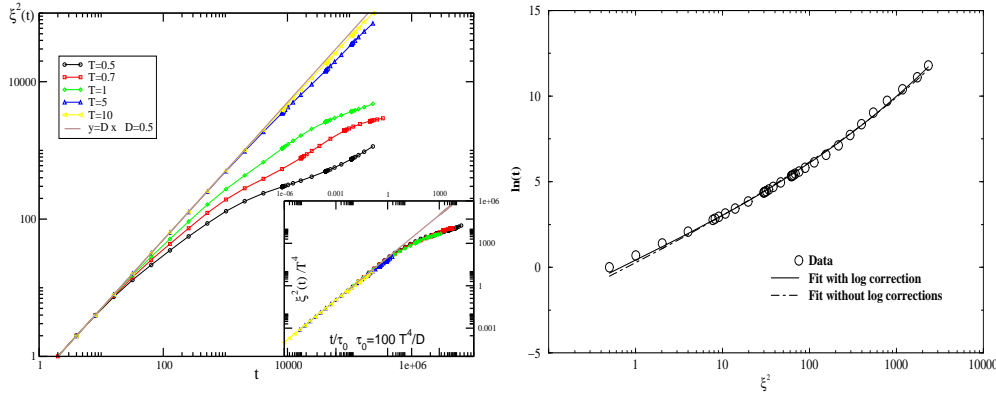 ξ²(t)
10000
100
1
T=0.5
T=0.7
T=1
T=5
T=10
y=D x D=0.5
1 100 10000 1e+06
t
1e-06 0.001 1 1000
1e+06
1000
1
0.001
ξ²(t) /T⁴
t/τ₀ τ₀=100 T⁴/D
15
10
5
0
−5
ln(t)
Data
Fit with log correction
Fit without log corrections
0 1 10 100 1000 10000
ξ²